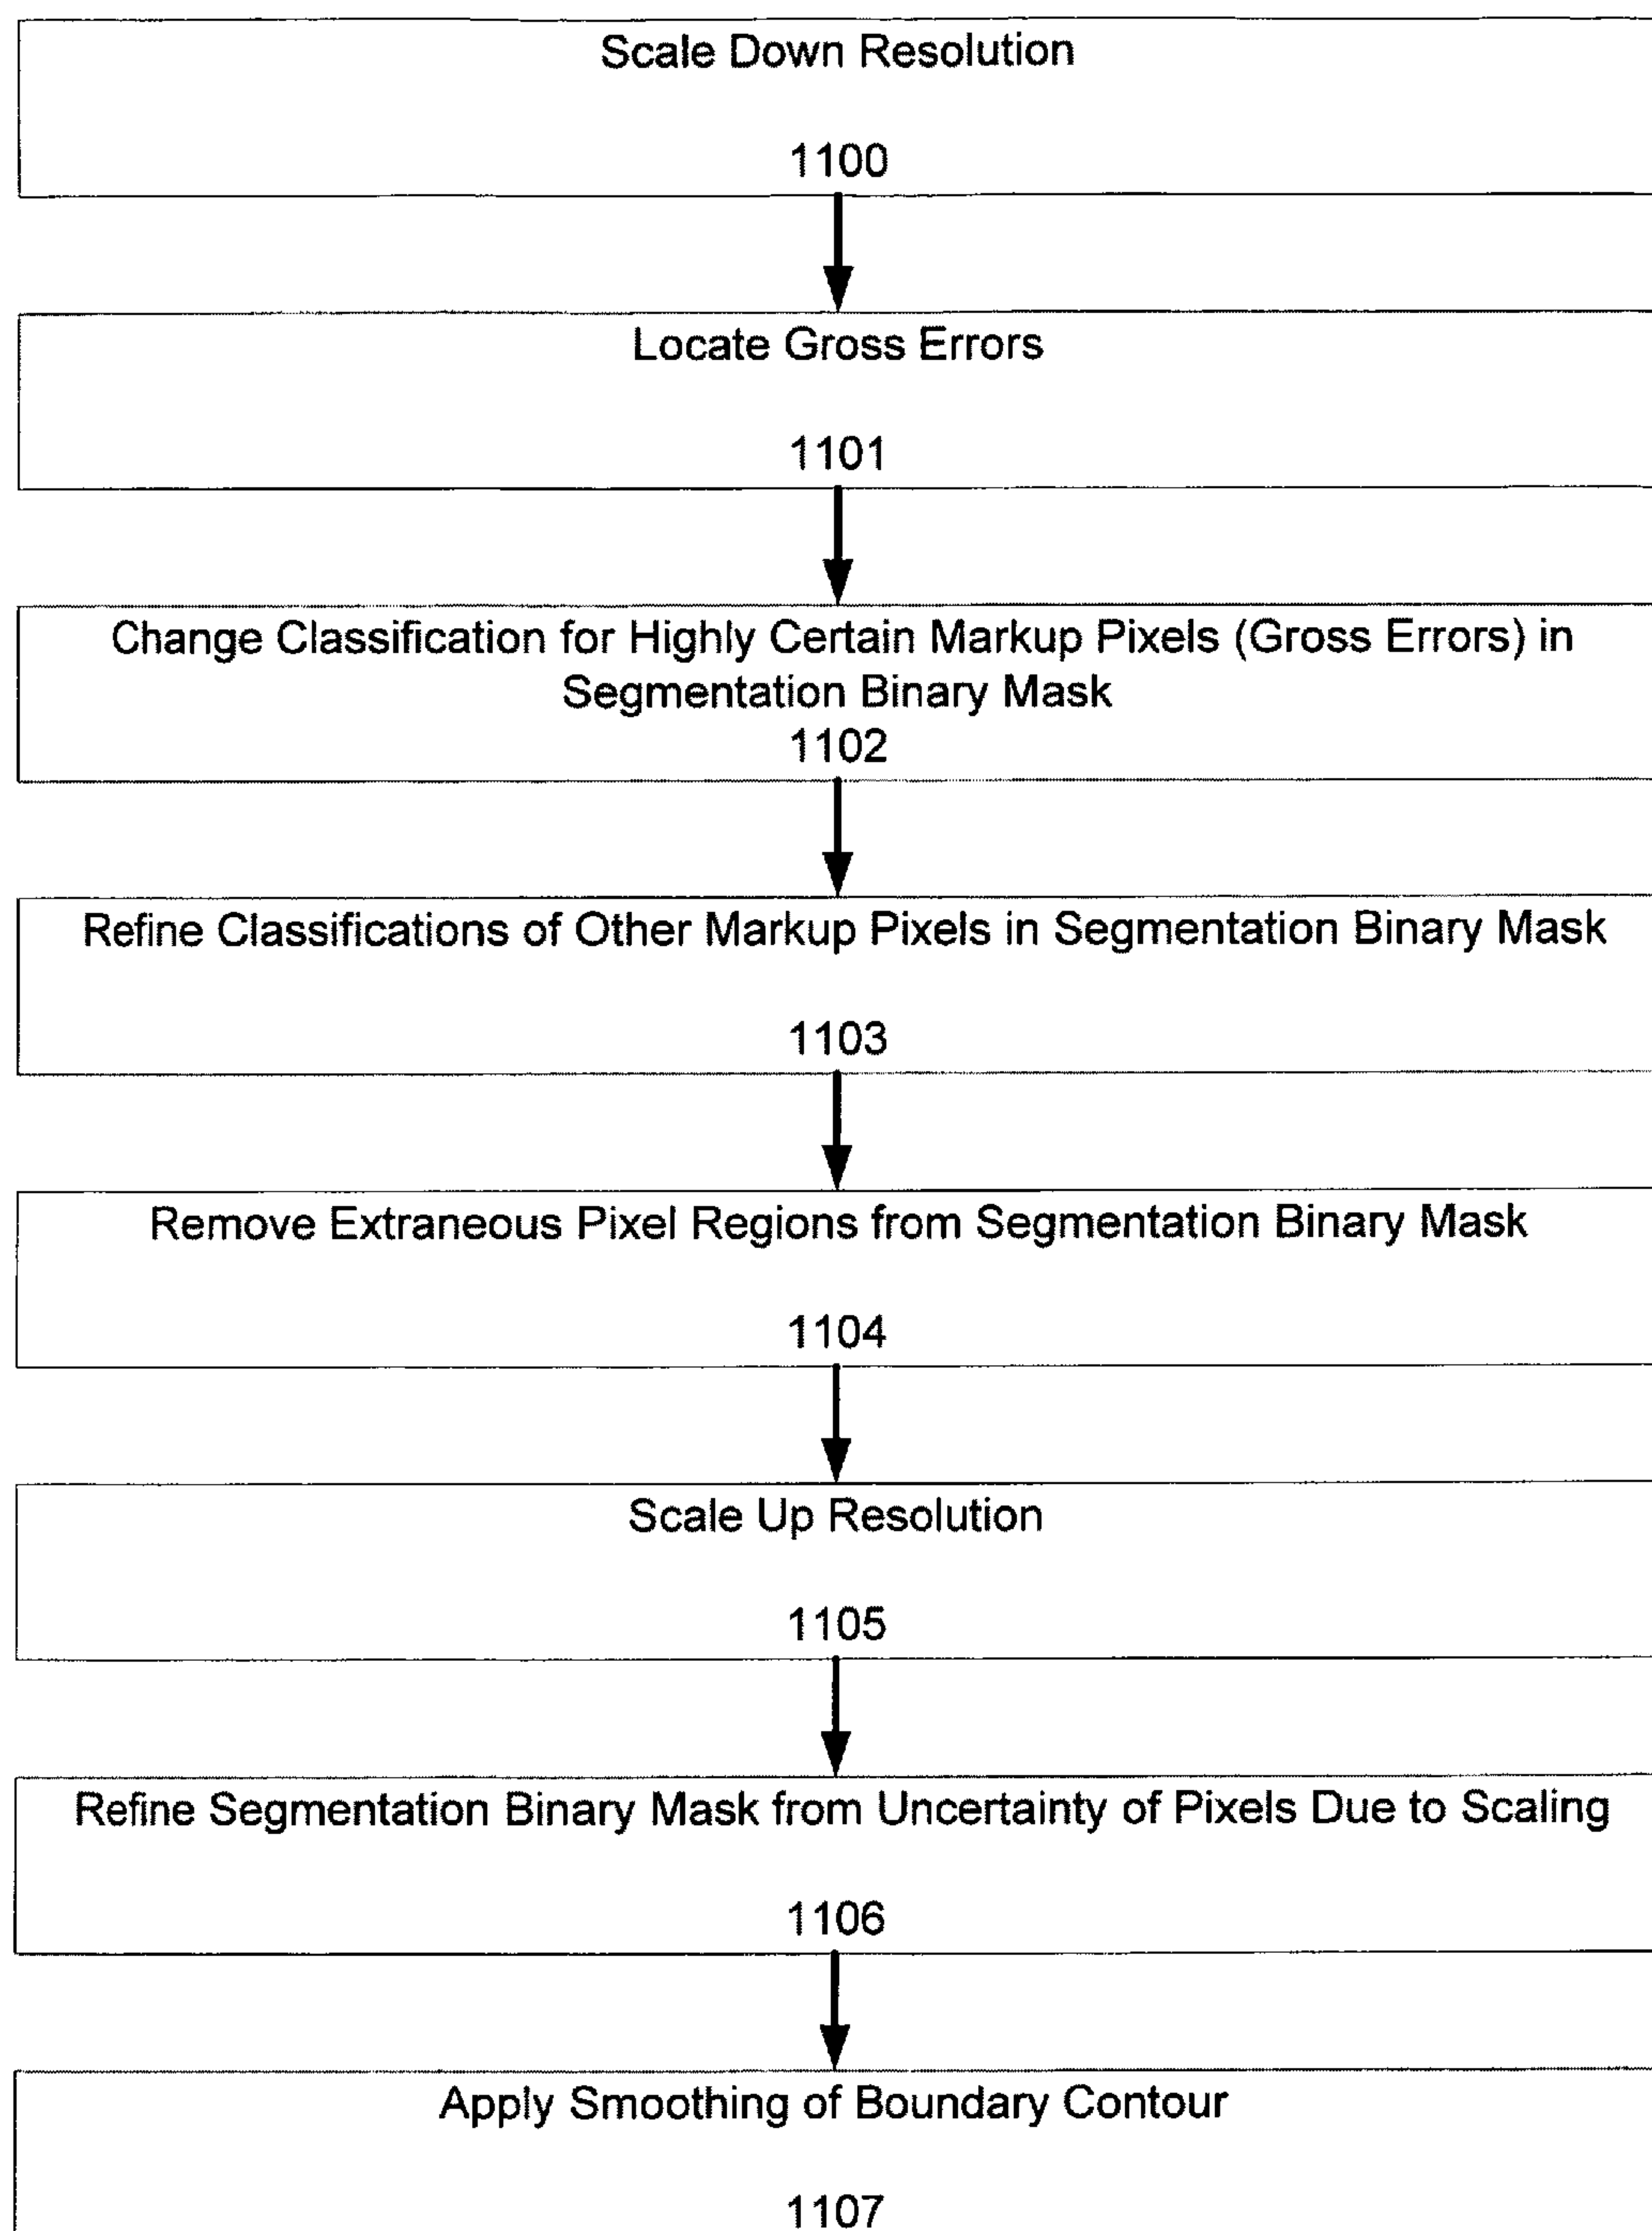 Scale Down Resolution
1100
Locate Gross Errors
1101
Change Classification for Highly Certain Markup Pixels (Gross Errors) in
Segmentation Binary Mask
1102
Refine Classifications of Other Markup Pixels in Segmentation Binary Mask
1103
Remove Extraneous Pixel Regions from Segmentation Binary Mask
1104
Scale Up Resolution
1105
Refine Segmentation Binary Mask from Uncertainty of Pixels Due to Scaling
1106
Apply Smoothing of Boundary Contour
1107